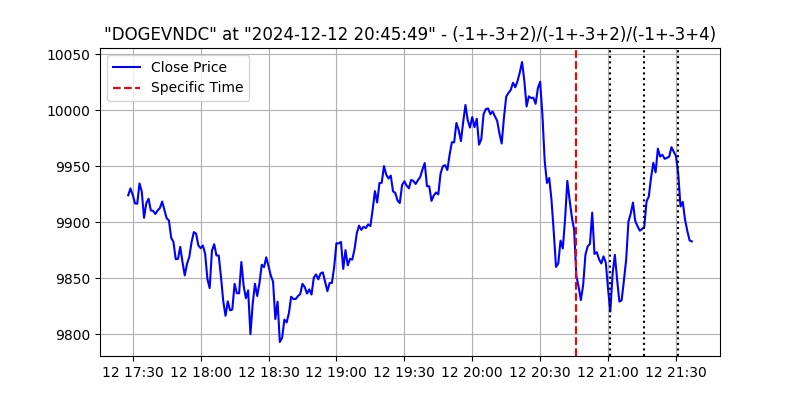 "DOGEVNDC" at "2024-12-12 20:45:49" - (-1+-3+2)/(-1+-3+2)/(-1+-3+4)
Close Price
Specific Time
10050
10000
9950
9900
9850
9800
12 17:30 12 18:00 12 18:30 12 19:00 12 19:30 12 20:00 12 20:30 12 21:00 12 21:30